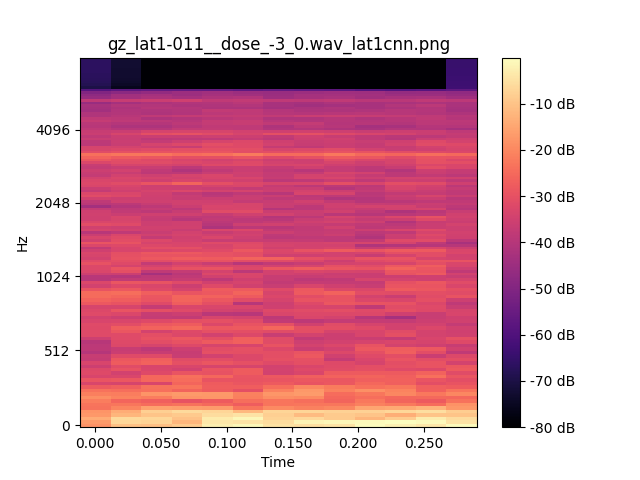 gz_lat1-011__dose_-3_0.wav_lat1cnn.png
4096
2048
1024
512
0
Hz
0.000 0.050 0.100 0.150 0.200 0.250
Time
-10 dB
-20 dB
-30 dB
-40 dB
-50 dB
-60 dB
-70 dB
-80 dB